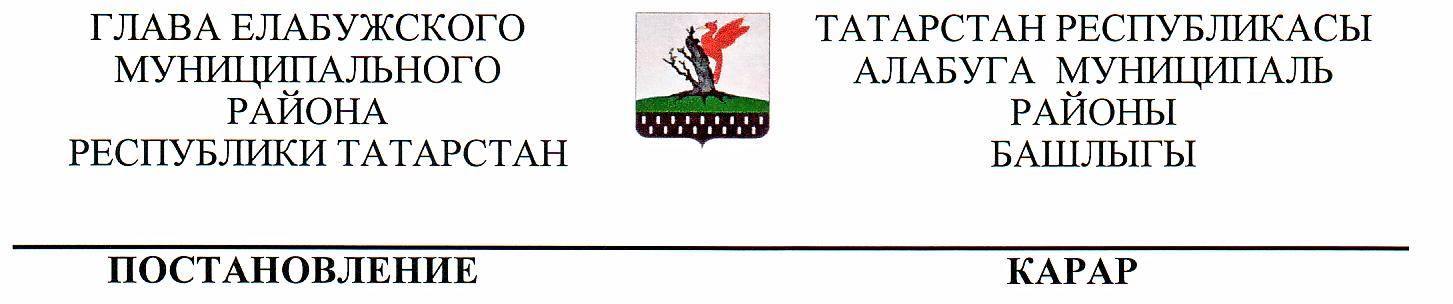 ГЛАВА ЕЛАБУЖСКОГО
МУНИЦИПАЛЬНОГО
РАЙОНА
РЕСПУБЛИКИ ТАТАРСТАН
ТАТАРСТАН РЕСПУБЛИКАСЫ
АЛАБУГА МУНИЦИПАЛЬ
РАЙОНЫ
БАШЛЫГЫ
ПОСТАНОВЛЕНИЕ
КАРАР